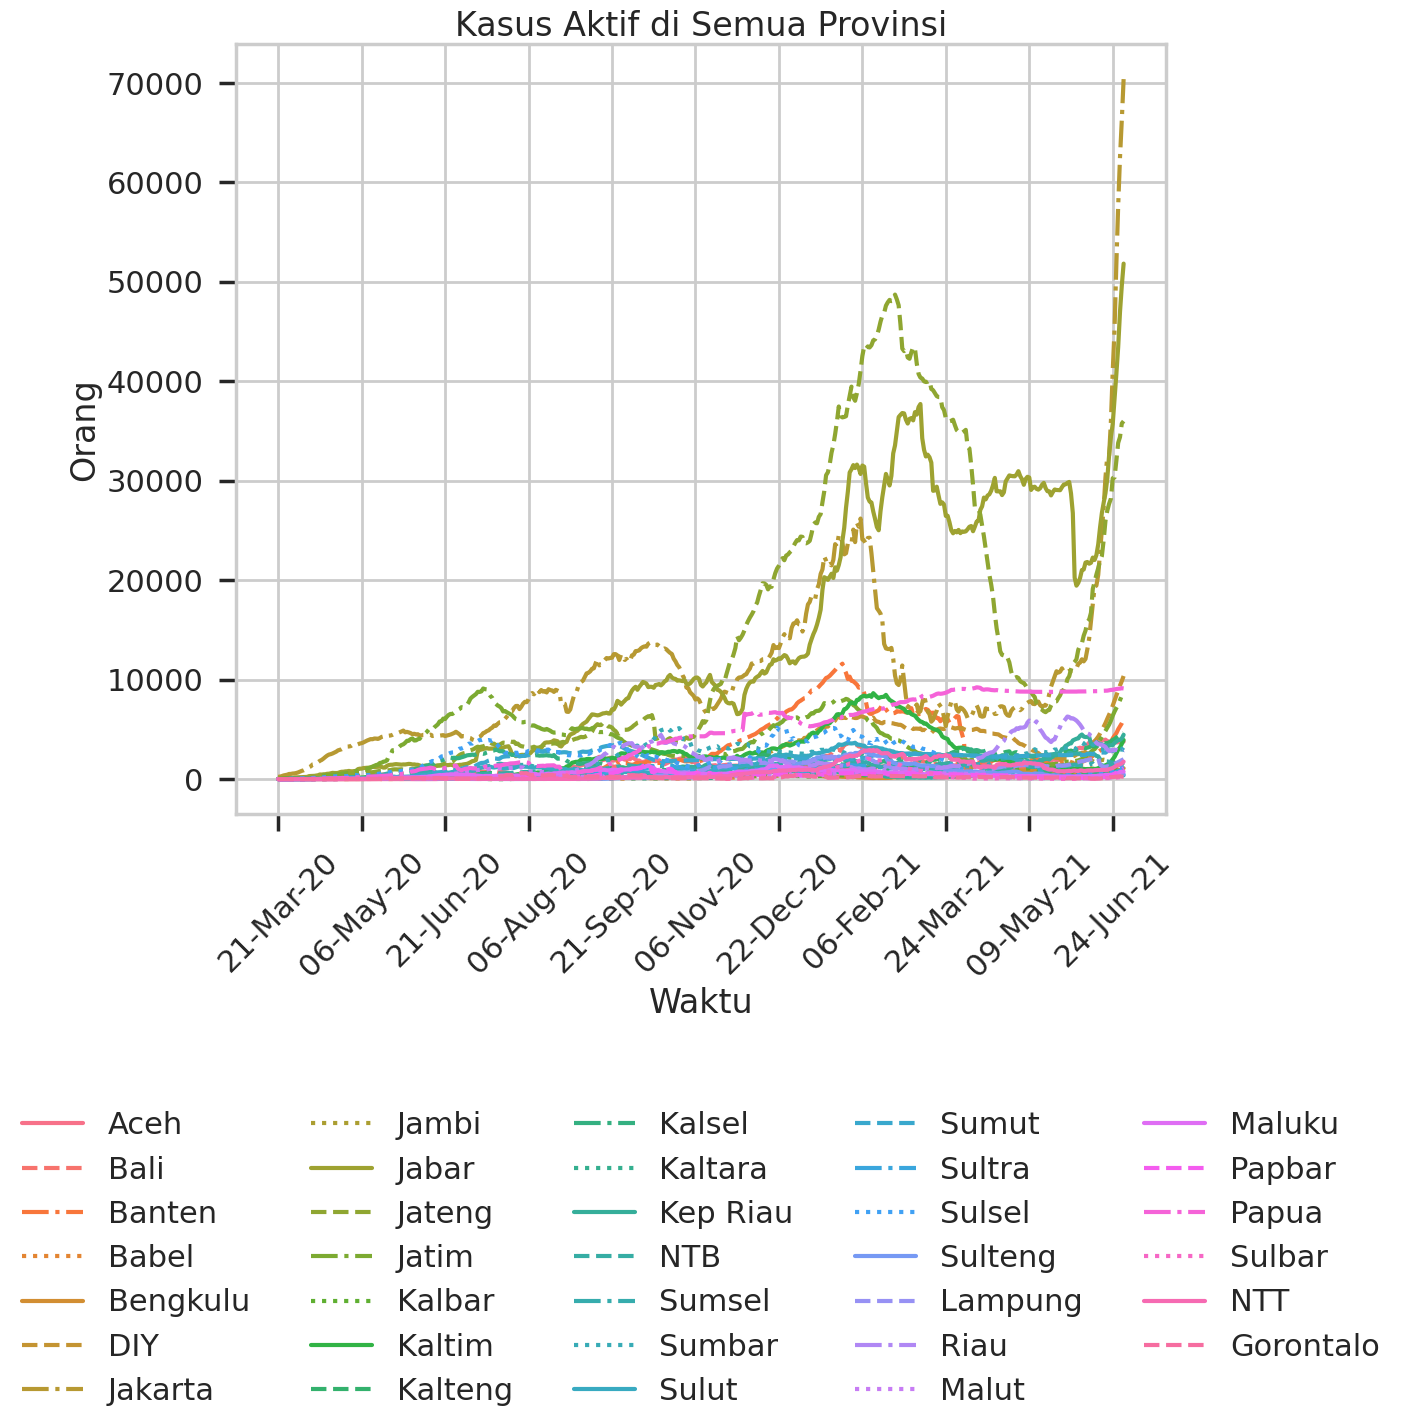 Kasus Aktif di Semua Provinsi
70000
60000
50000
40000
30000
20000
10000
0
Orang
21-Mar-20
06-May-20
21-Jun-20
06-Aug-20
21-Sep-20
06-Nov-20
22-Dec-20
06-Feb-21
24-Mar-21
09-May-21
24-Jun-21
Waktu
Aceh
Bali
Banten
Babel
Bengkulu
DIY
Jakarta
Jambi
Jabar
Jateng
Jatim
Kalbar
Kaltim
Kalteng
Kalsel
Kaltara
Kep Riau
NTB
Sumsel
Sumbar
Sulut
Sumut
Sultra
Sulsel
Sulteng
Lampung
Riau
Malut
Maluku
Papbar
Papua
Sulbar
NTT
Gorontalo